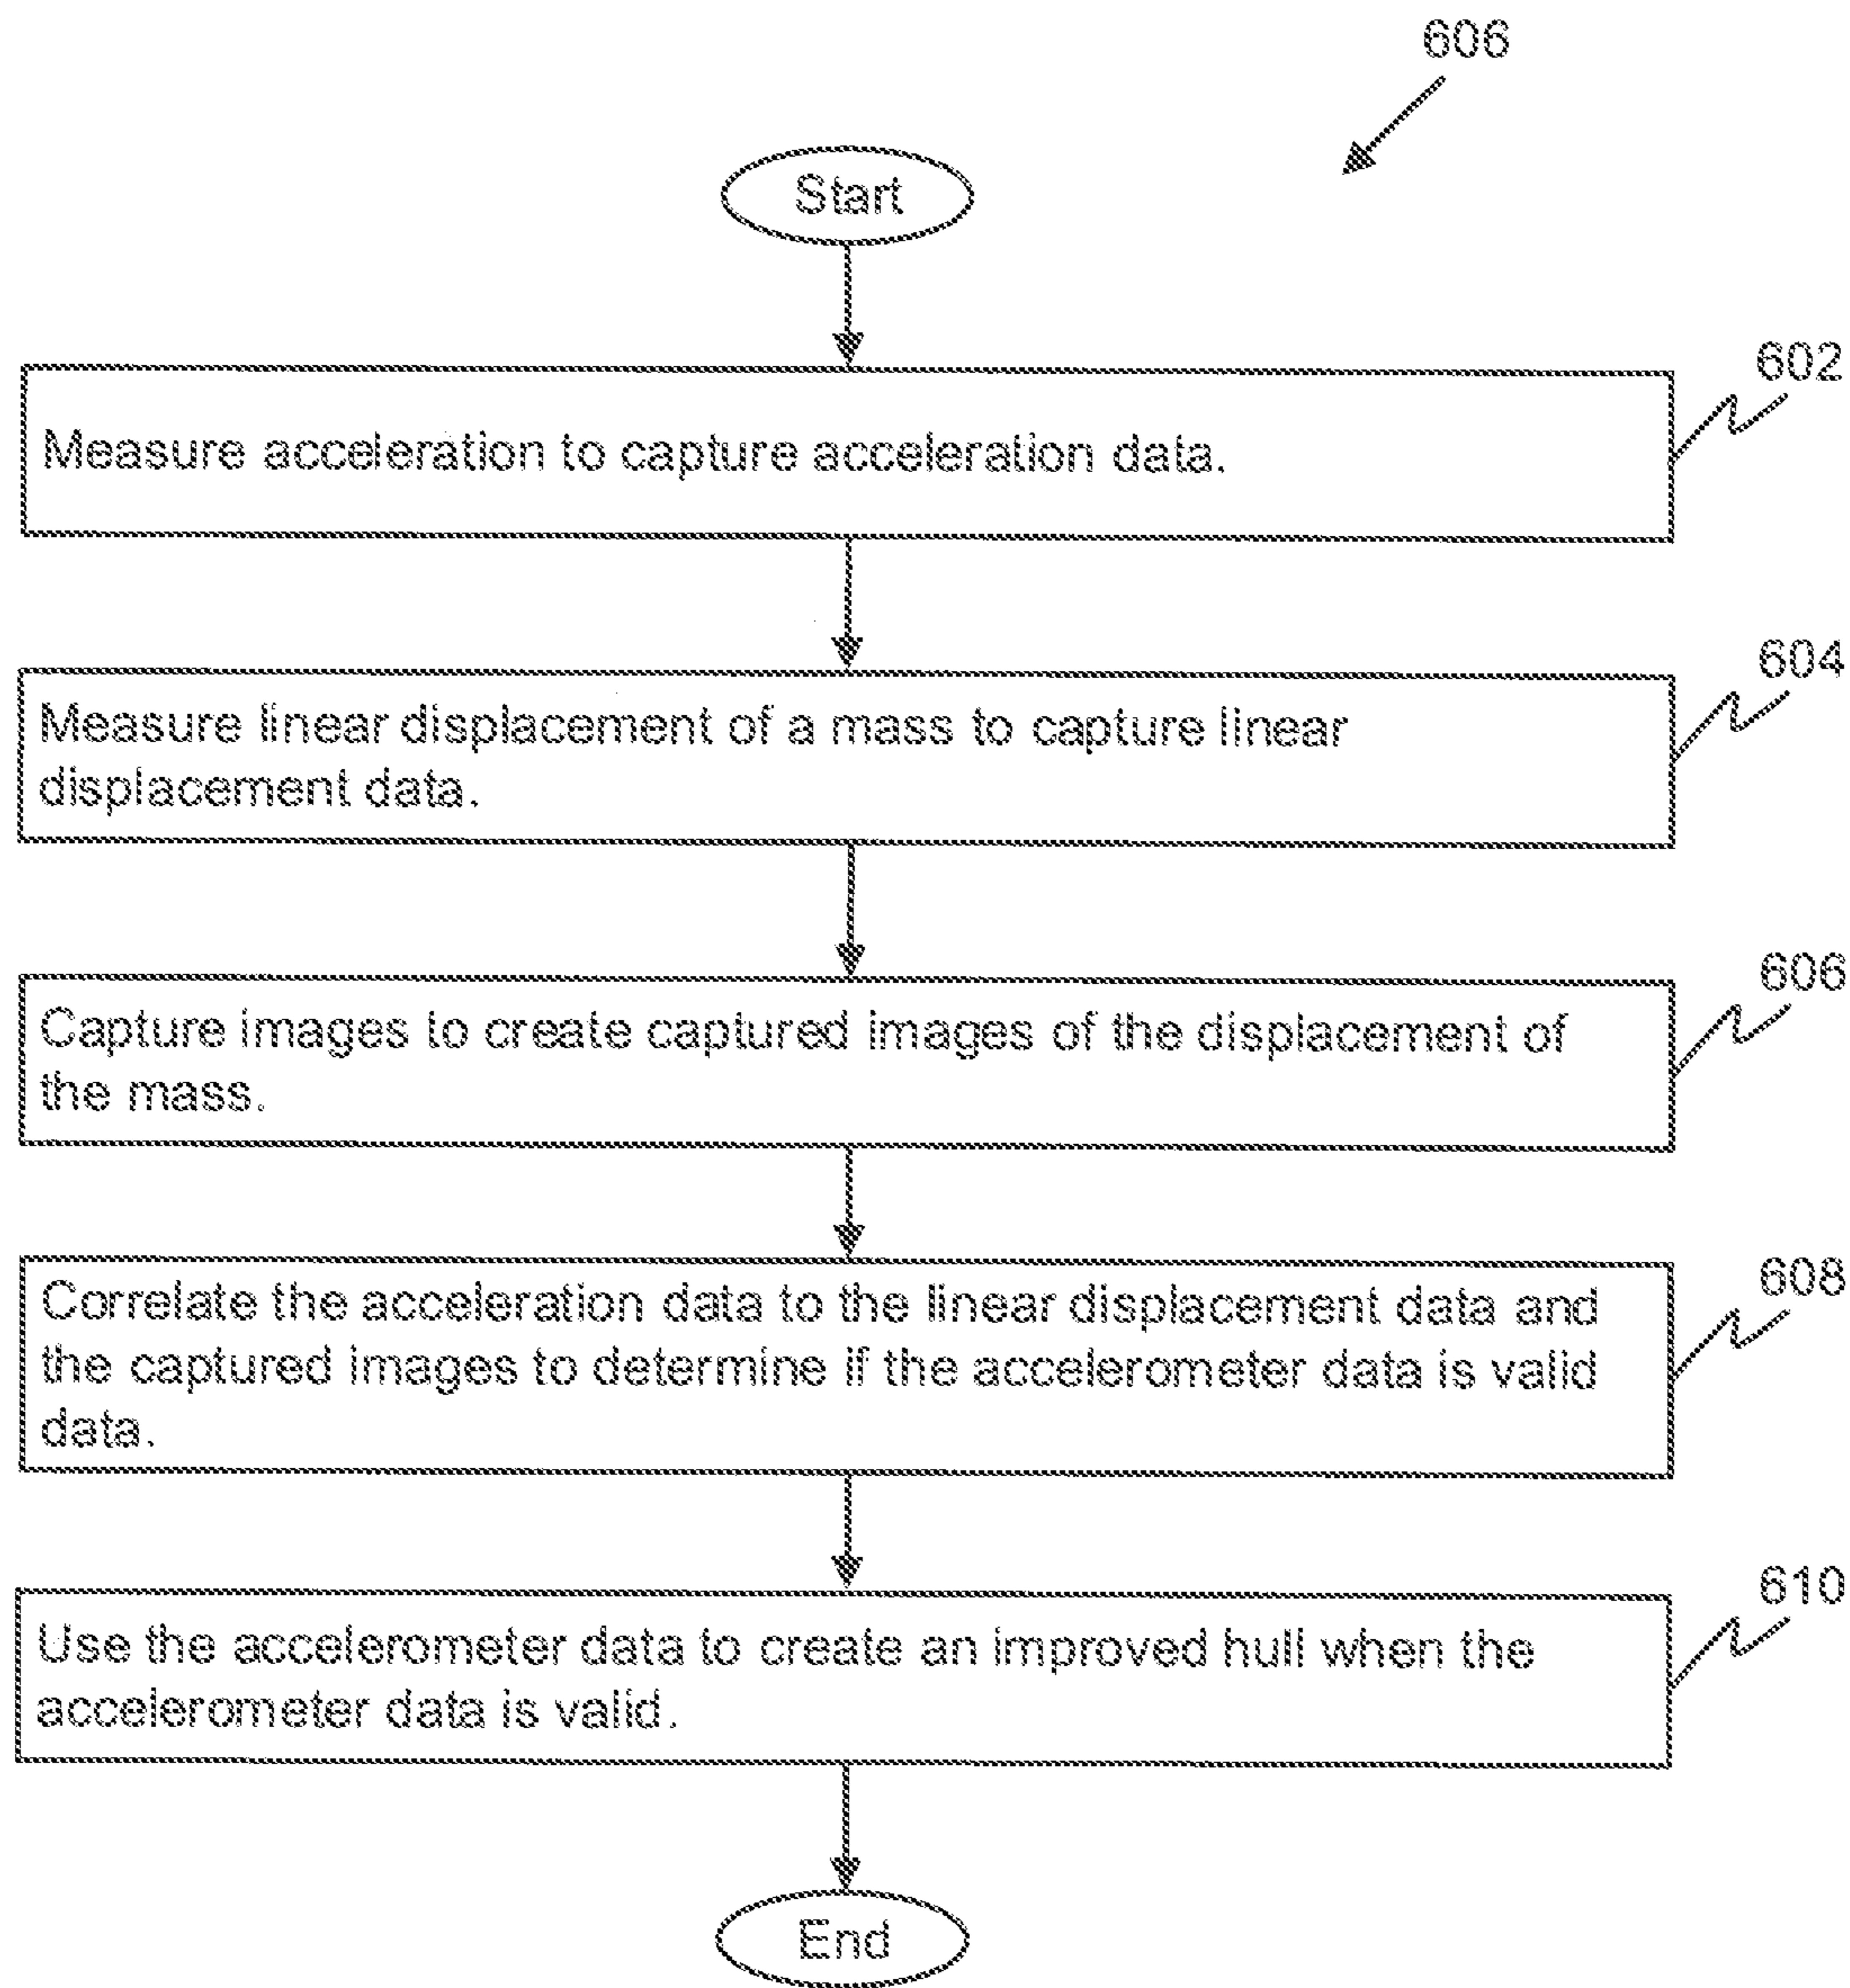 606
Start
602
Measure acceleration to capture acceleration data.
604
Measure linear displacement of a mass to capture linear
displacement data.
606
Capture images to create captured images of the displacement of
the mass.
608
Correlate the acceleration data to the linear displacement data and
the captured images to determine if the accelerometer data is valid
data.
610
Use the accelerometer data to create an improved hull when the
accelerometer data is valid.
End